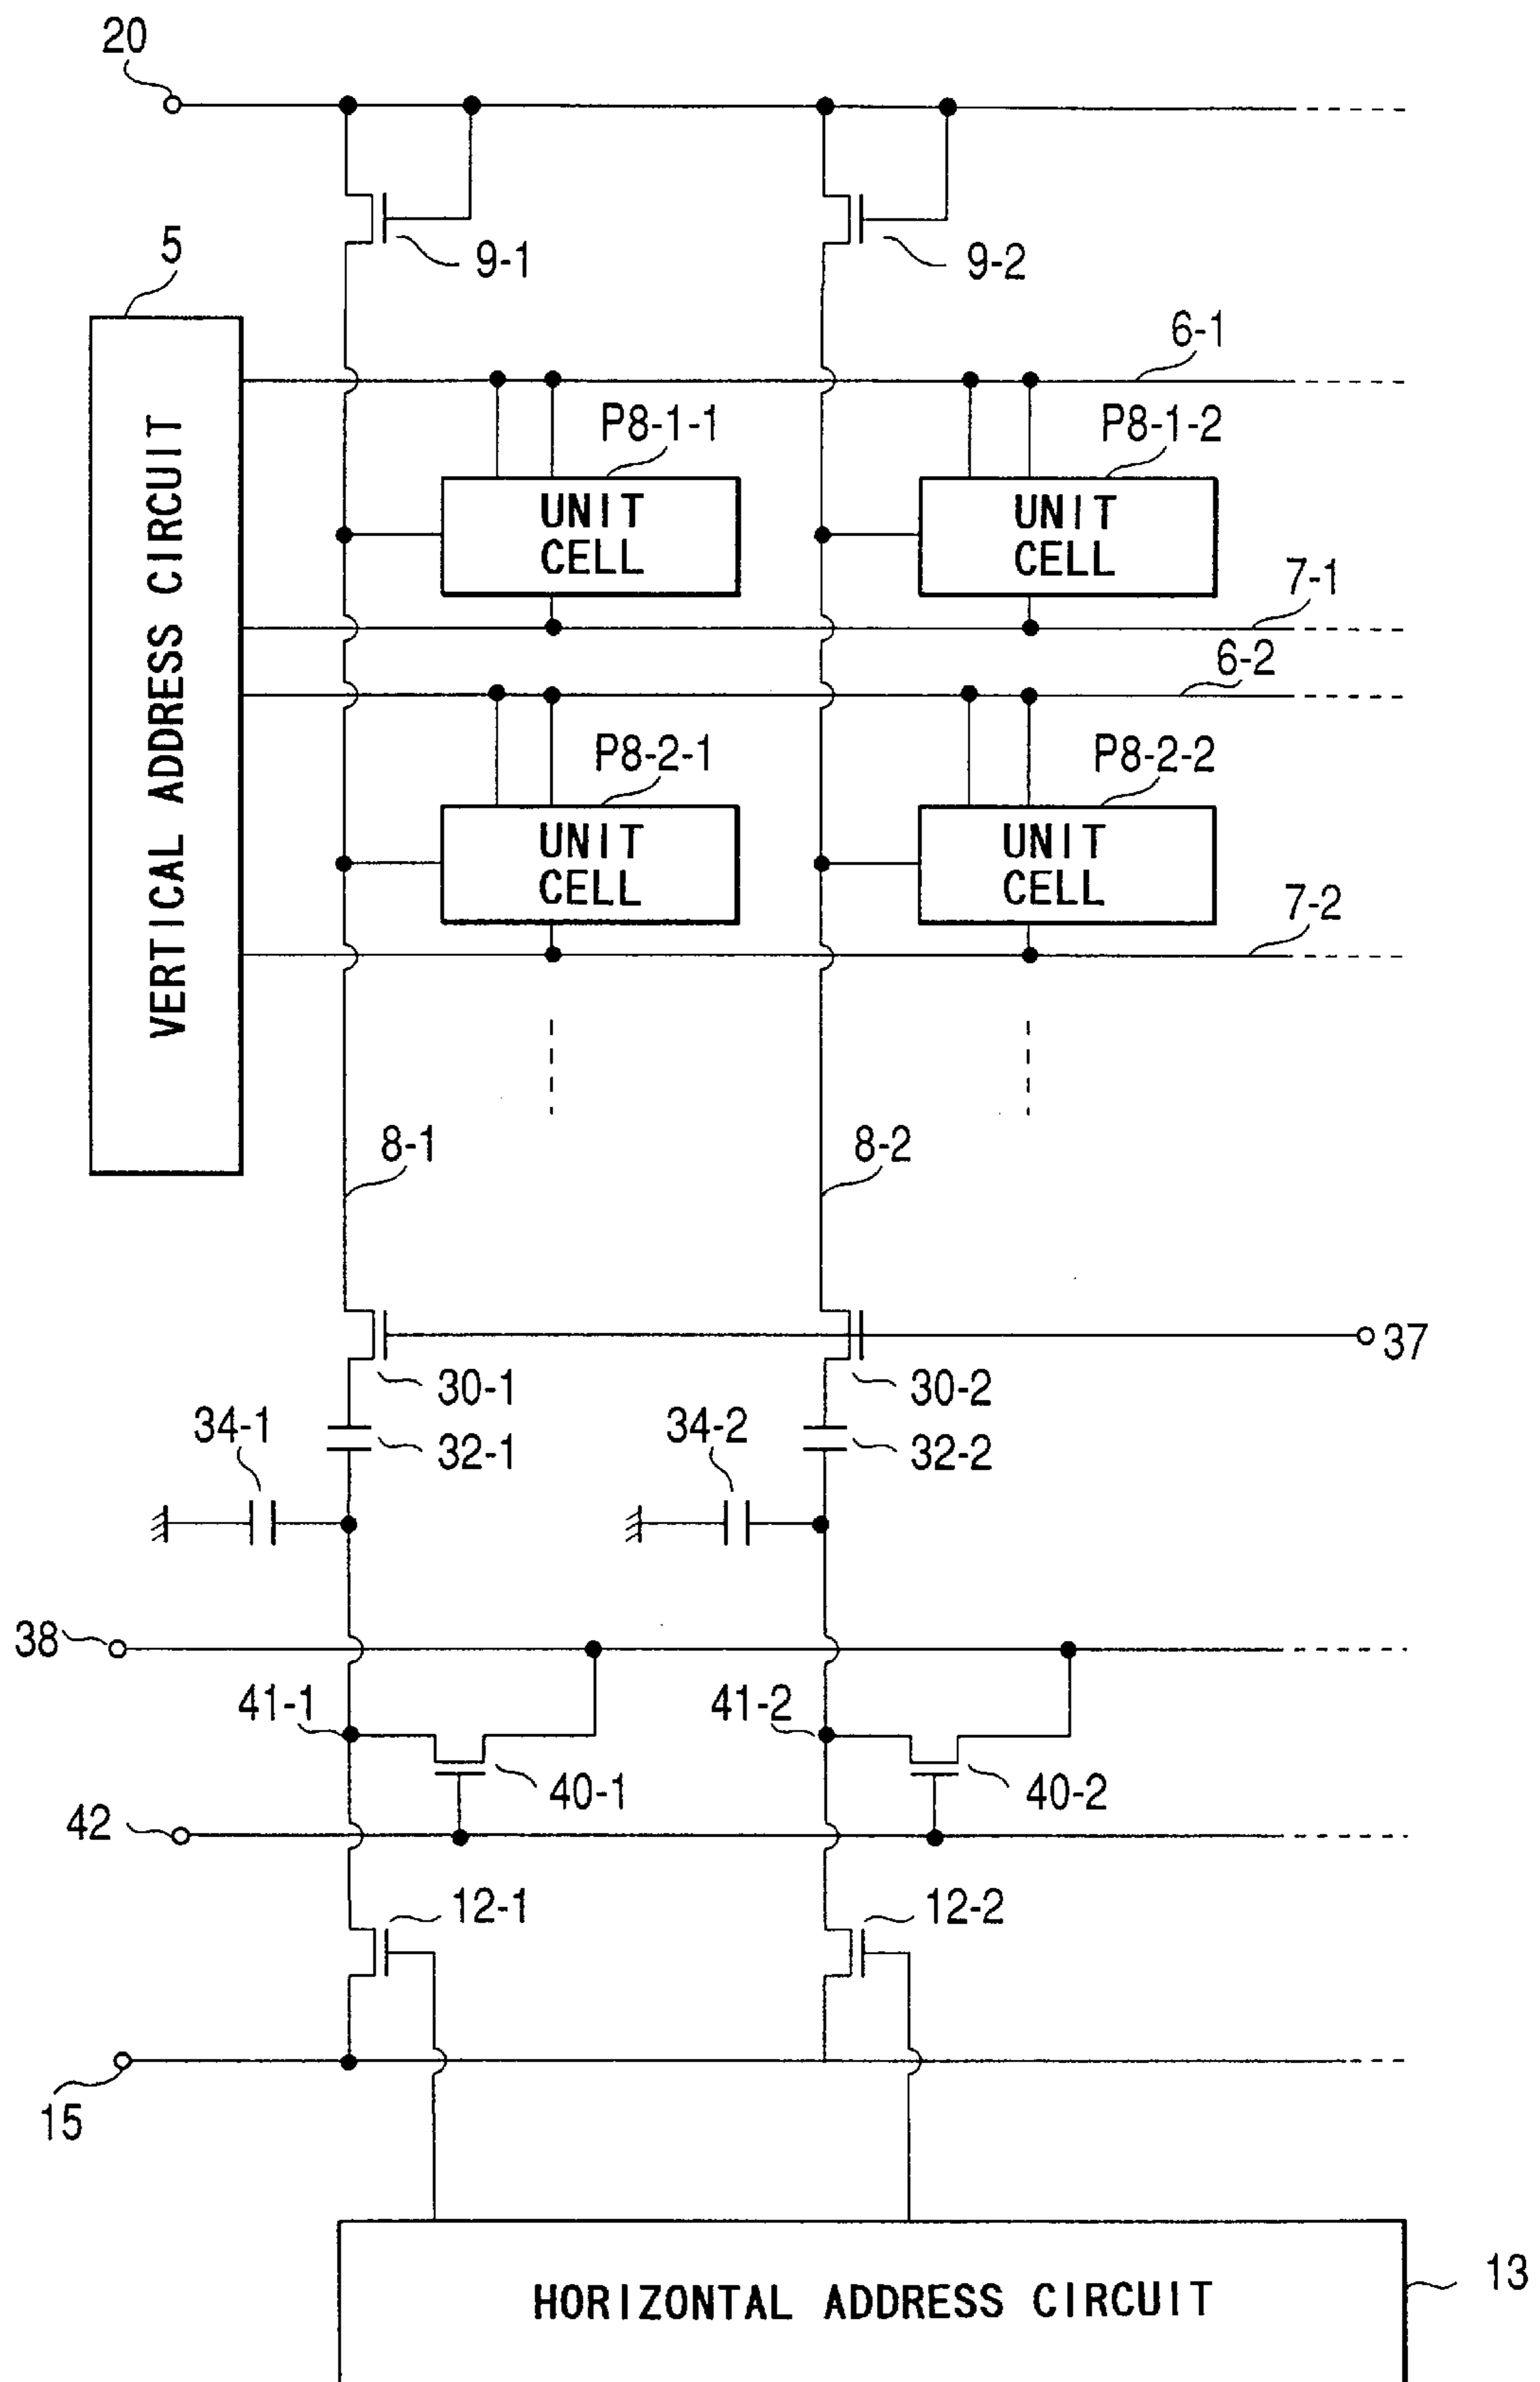 20
9-1
9-2
5
6-1
P8-1-1
P8-1-2
VERTICAL ADDRESS CIRCUIT
UNIT
CELL
UNIT
CELL
7-1
6-2
P8-2-1
P8-2-2
UNIT
CELL
UNIT
CELL
7-2
8-1
8-2
37
30-1
30-2
34-1
34-2
32-1
32-2
38
41-1
41-2
40-1
40-2
42
12-1
12-2
15
13
HORIZONTAL ADDRESS CIRCUIT